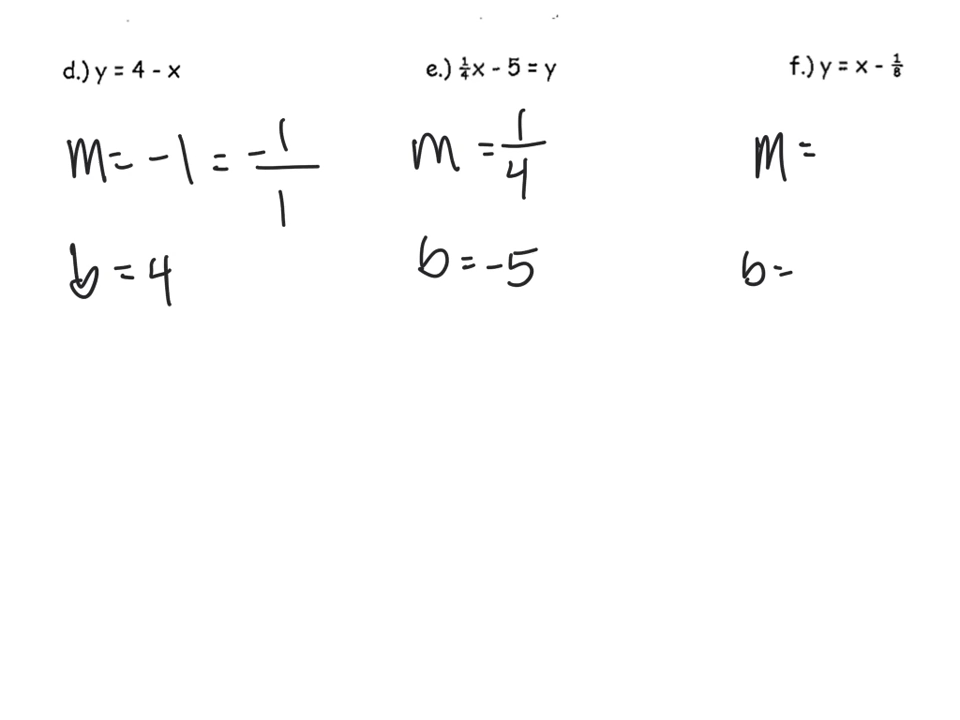 d.) y = 4 - x
m = -1 = -1/1
b = 4
e.) 1/4x - 5 = y
m = 1/4
b = -5
f.) y = x - 1/8
m =
b =